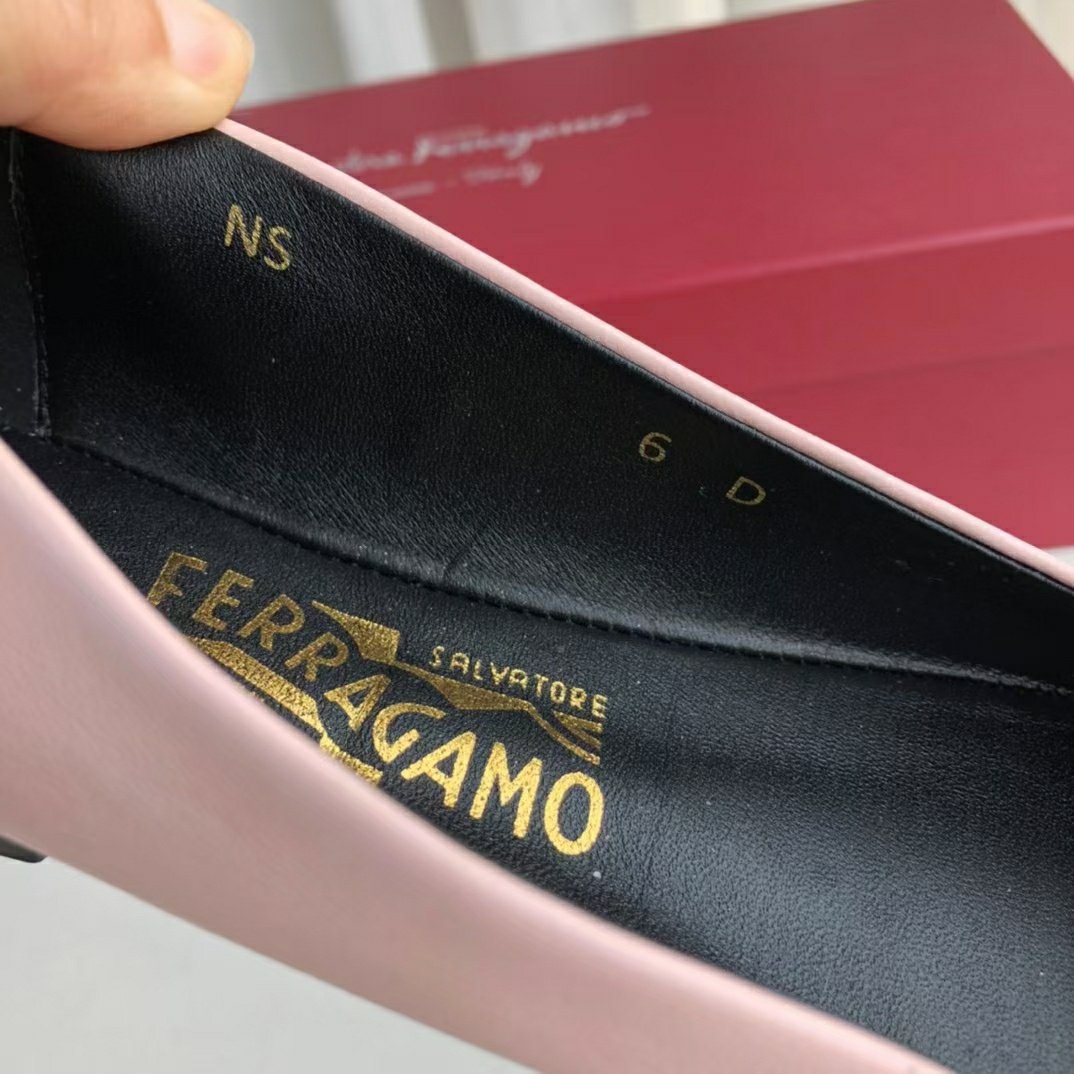 Ferragamo
Italy
NS
6 D
FERRAGAMO
SALVATORE